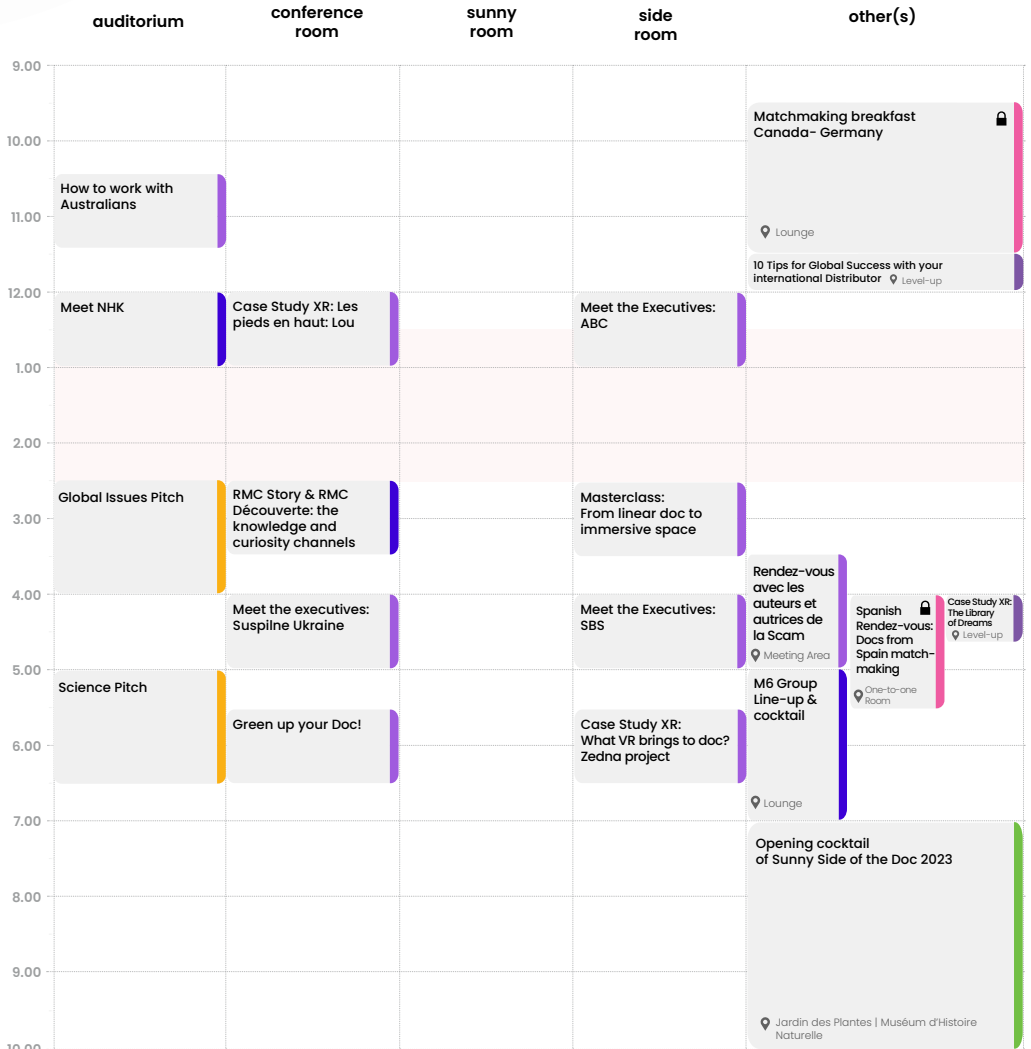 auditorium
conference
room
sunny
room
side
room
other(s)
9.00
10.00
11.00
12.00
1.00
2.00
3.00
4.00
5.00
6.00
7.00
8.00
9.00
10.00
How to work with
Australians
Meet NHK
Global Issues Pitch
Science Pitch
Case Study XR: Les
pieds en haut: Lou
RMC Story & RMC
Découverte: the
knowledge and
curiosity channels
Meet the executives:
Suspilne Ukraine
Green up your Doc!
Meet the Executives:
ABC
Masterclass:
From linear doc to
immersive space
Meet the Executives:
SBS
Case Study XR:
What VR brings to doc?
Zedna project
Matchmaking breakfast
Canada- Germany
Lounge
10 Tips for Global Success with your
international Distributor Level-up
Rendez-vous
avec les
auteurs et
autrices de
la Scam
Meeting Area
Spanish
Rendez-vous:
Docs from
Spain match-
making
One-to-one
Room
Case Study XR:
The Library
of Dreams
Level-up
M6 Group
Line-up &
cocktail
Lounge
Opening cocktail
of Sunny Side of the Doc 2023
Jardin des Plantes | Muséum d'Histoire
Naturelle